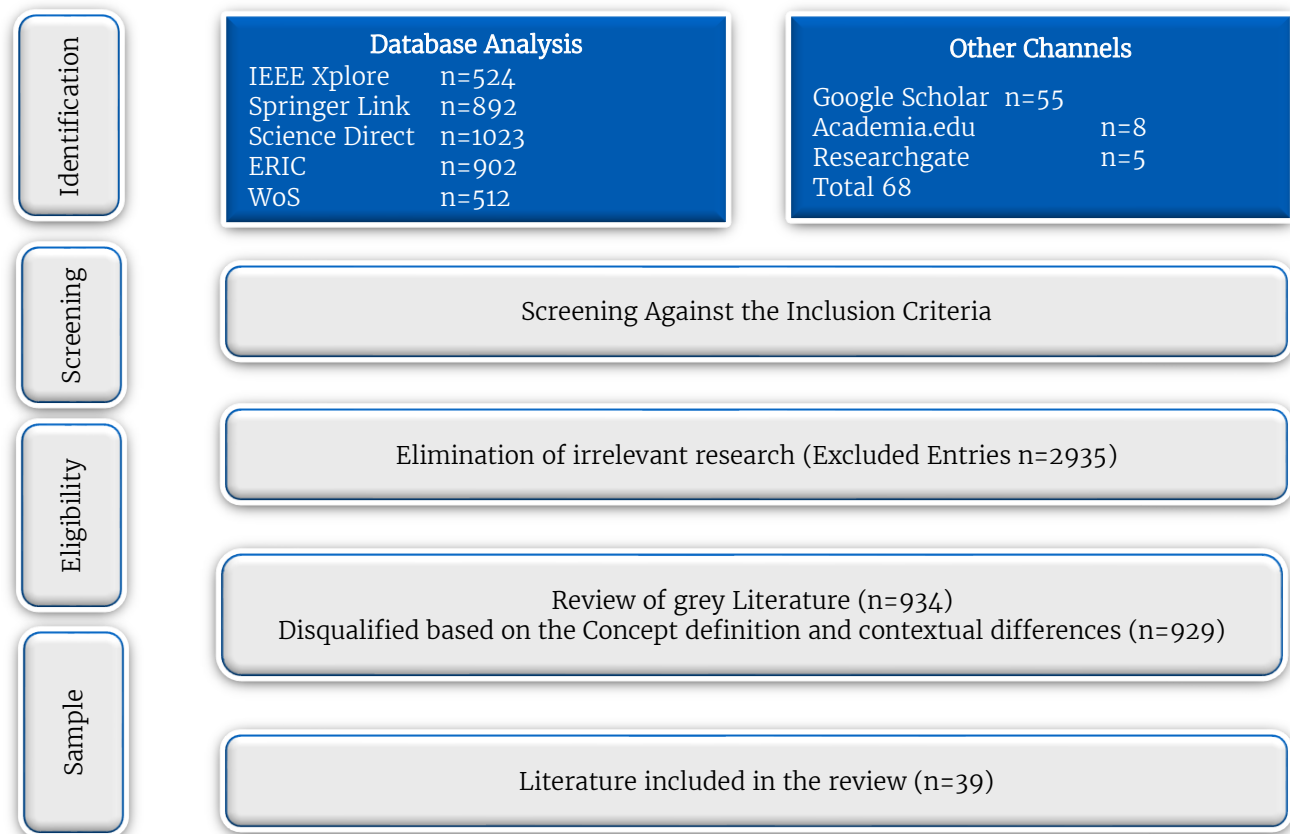 Identification
Database Analysis
IEEE Xplore n=524
Springer Link n=892
Science Direct n=1023
ERIC n=902
WoS n=512
Other Channels
Google Scholar n=55
Academia.edu n=8
Researchgate n=5
Total 68
Screening
Screening Against the Inclusion Criteria
Eligibility
Elimination of irrelevant research (Excluded Entries n=2935)
Review of grey Literature (n=934)
Disqualified based on the Concept definition and contextual differences (n=929)
Sample
Literature included in the review (n=39)